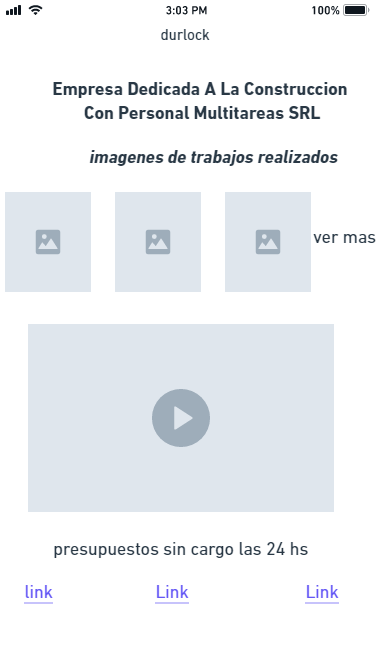 3:03 PM
100%
durlock
Empresa Dedicada A La Construccion
Con Personal Multitareas SRL
imagenes de trabajos realizados
ver mas
presupuestos sin cargo las 24 hs
link Link Link